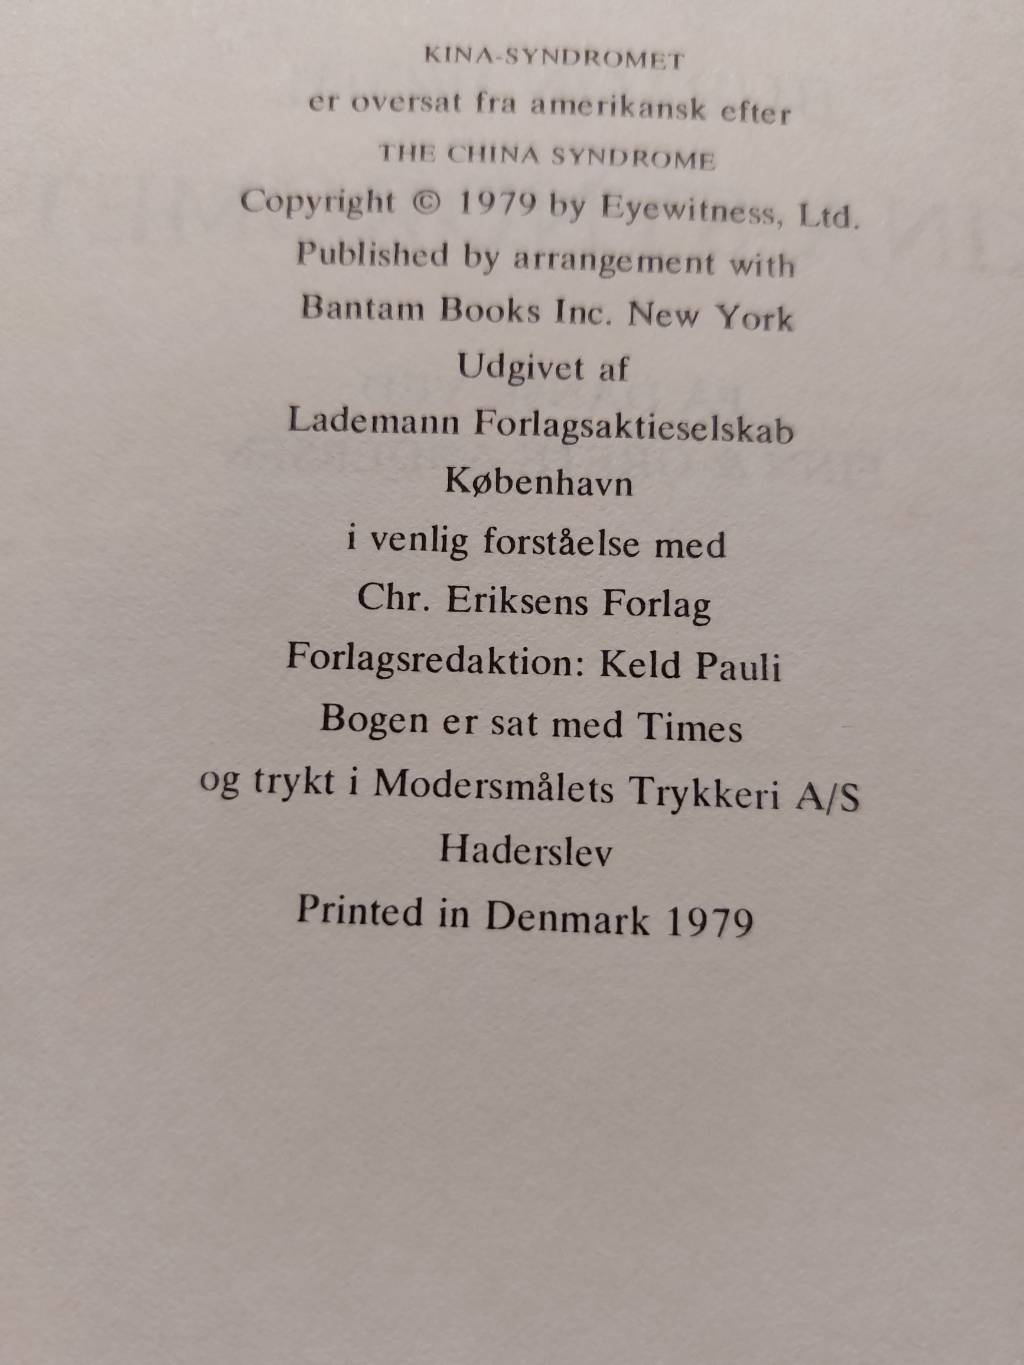 KINA-SYNDROMET
er oversat fra amerikansk efter
THE CHINA SYNDROME
Copyright © 1979 by Eyewitness, Ltd.
Published by arrangement with
Bantam Books Inc. New York
Udgivet af
Lademann Forlagsaktieselskab
København
i venlig forståelse med
Chr. Eriksens Forlag
Forlagsredaktion: Keld Pauli
Bogen er sat med Times
og trykt i Modersmålets Trykkeri A/S
Haderslev
Printed in Denmark 1979